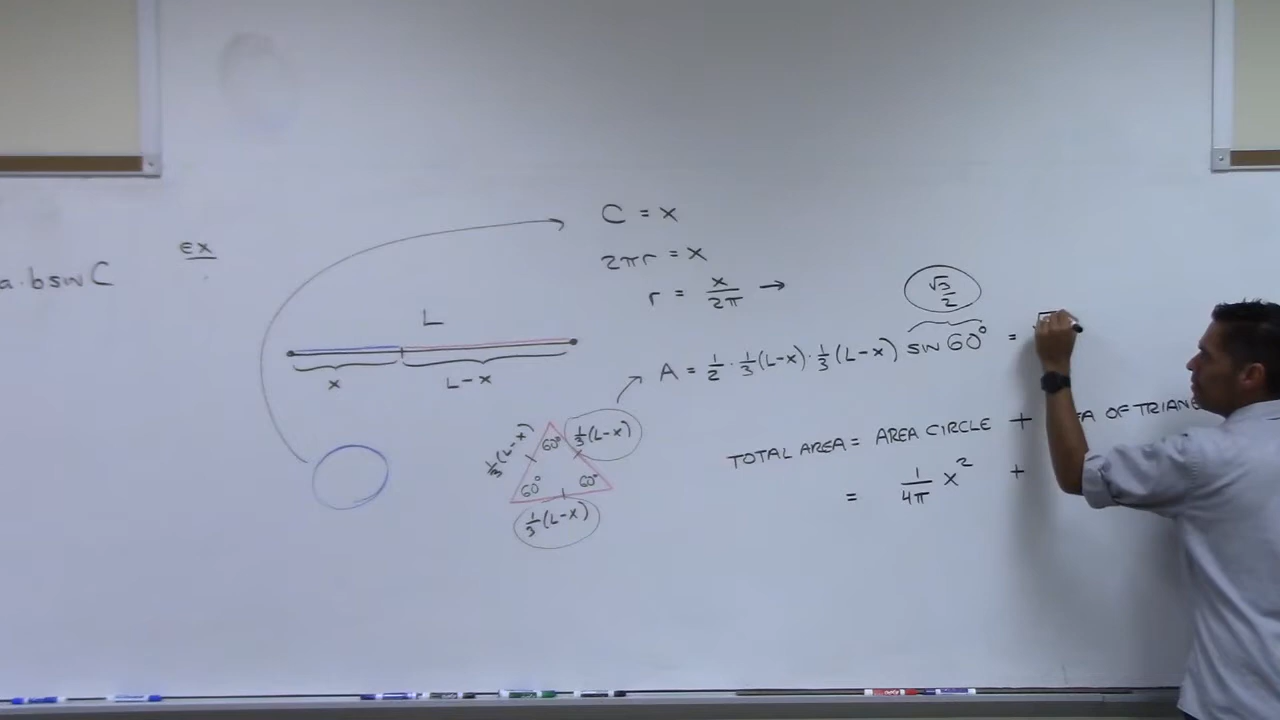 a·b sin C
ex
L
x
L-x
C = x
2πr = x
r = x/2π →
√3/2
A = 1/2 · 1/3(L-x) · 1/3(L-x) sin 60° =
1/3(L-x)
1/3(L-x)
60°
60°
60°
1/3(L-x)
TOTAL AREA = AREA CIRCLE + OF
= 1/4π x² +